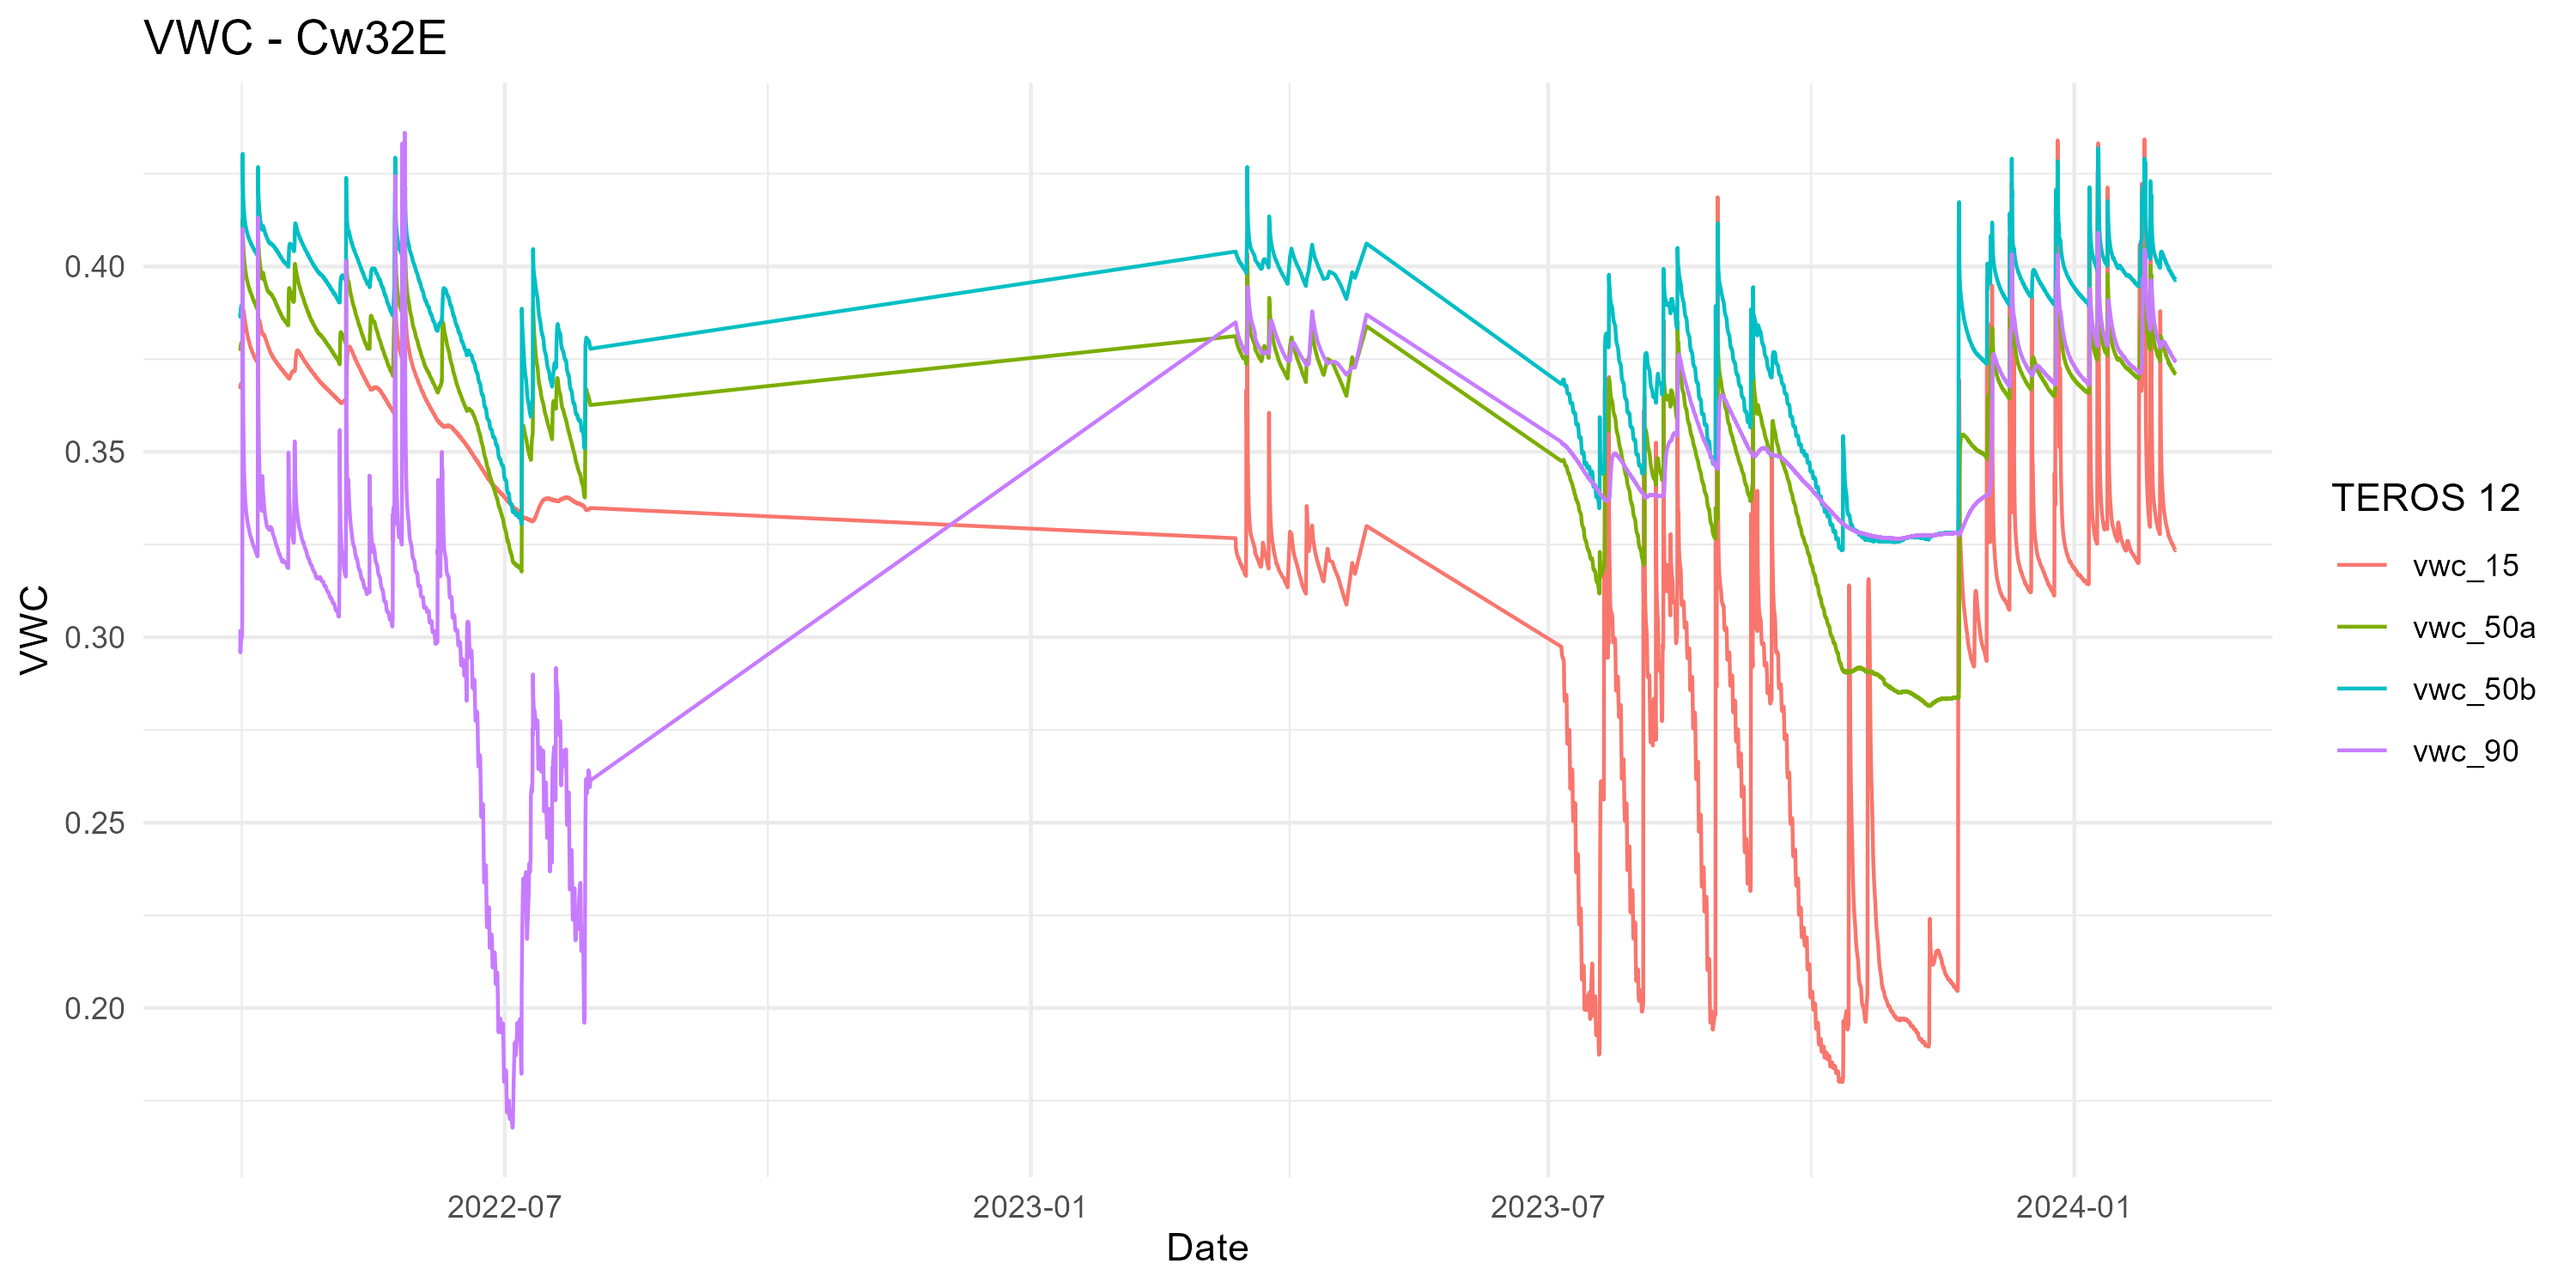 VWC - Cw32E
VWC
0.40
0.35
0.30
0.25
0.20
2022-07
2023-01
2023-07
2024-01
Date
TEROS 12
vwc_15
vwc_50a
vwc_50b
vwc_90